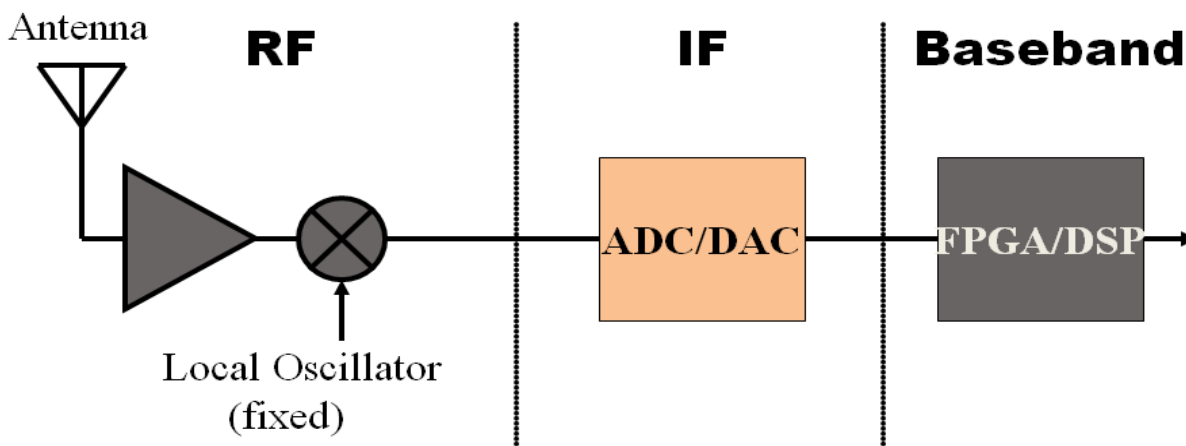 Antenna
RF
IF
Baseband
ADC/DAC
FPGA/DSP
Local Oscillator
(fixed)